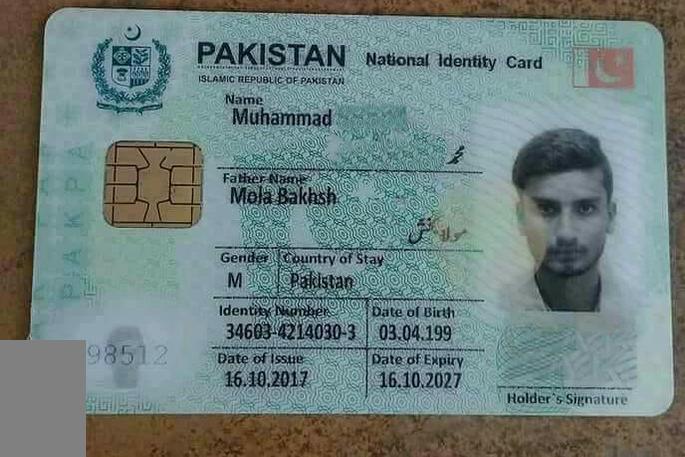 PAKISTAN National Identity Card
ISLAMIC REPUBLIC OF PAKISTAN
Name
Muhammad
محمد
Father Name
Mola Bakhsh
مولا بخش
Gender Country of Stay
M Pakistan
Identity Number Date of Birth
34603-4214030-3 03.04.199
Date of Issue Date of Expiry
16.10.2017 16.10.2027
98512
Holder's Signature
PAK